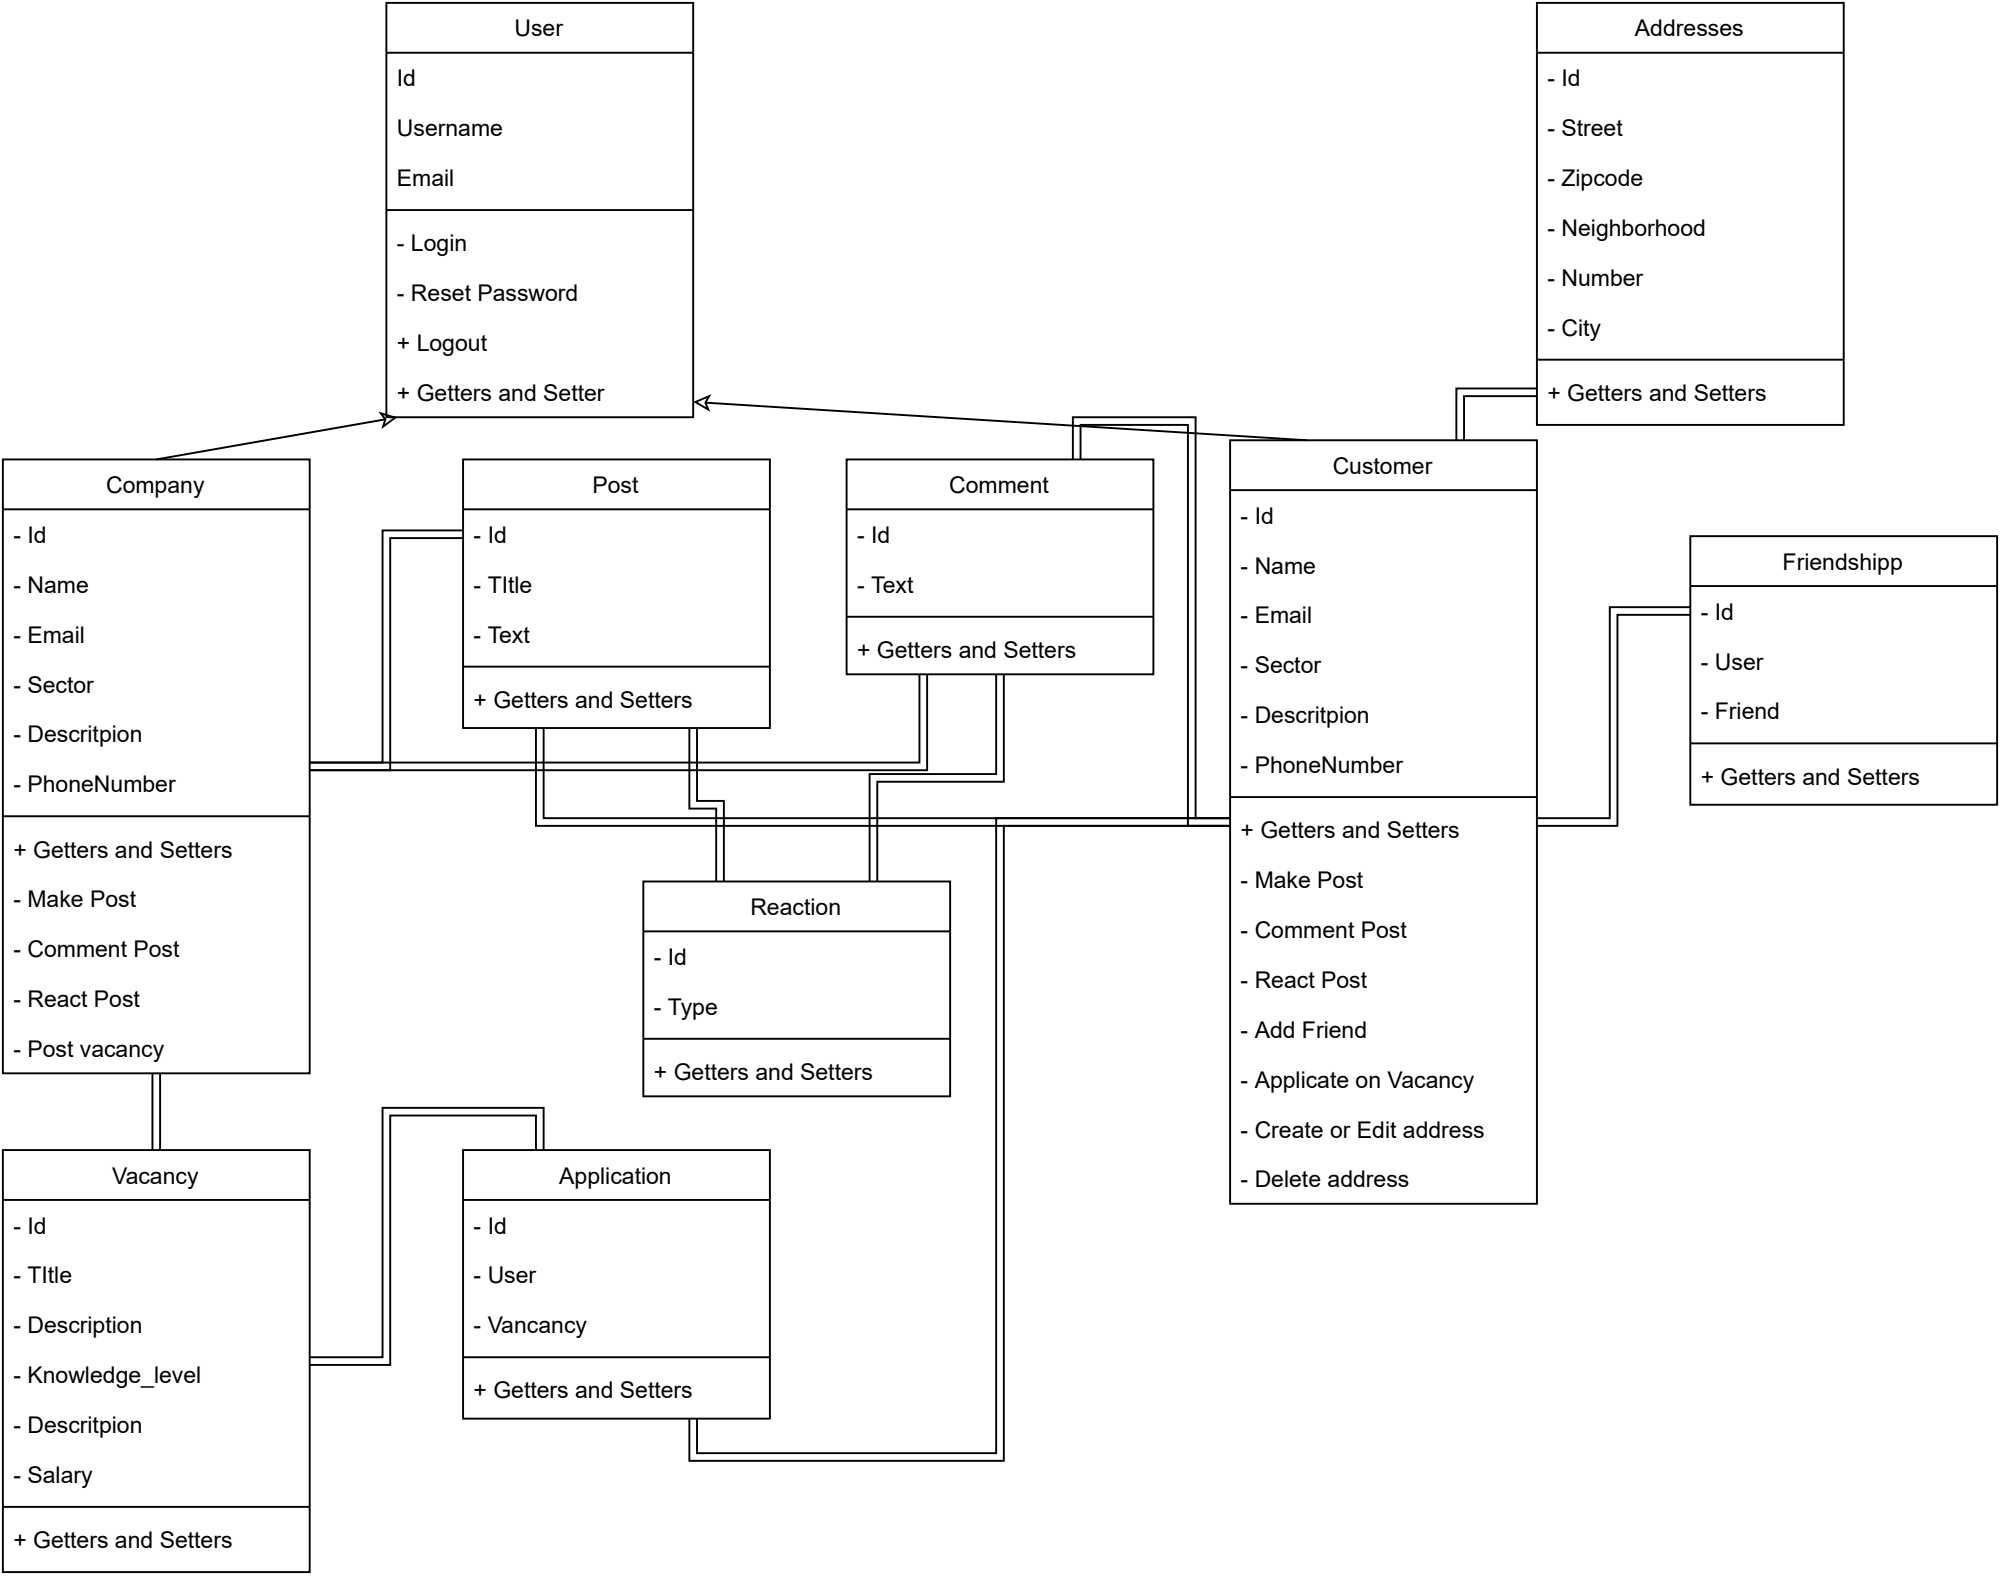 User
Id
Username
Email
- Login
- Reset Password
+ Logout
+ Getters and Setter
Addresses
- Id
- Street
- Zipcode
- Neighborhood
- Number
- City
+ Getters and Setters
Company
- Id
- Name
- Email
- Sector
- Descritpion
- PhoneNumber
+ Getters and Setters
- Make Post
- Comment Post
- React Post
- Post vacancy
Post
- Id
- TItle
- Text
+ Getters and Setters
Comment
- Id
- Text
+ Getters and Setters
Customer
- Id
- Name
- Email
- Sector
- Descritpion
- PhoneNumber
+ Getters and Setters
- Make Post
- Comment Post
- React Post
- Add Friend
- Applicate on Vacancy
- Create or Edit address
- Delete address
Friendshipp
- Id
- User
- Friend
+ Getters and Setters
Reaction
- Id
- Type
+ Getters and Setters
Vacancy
- Id
- TItle
- Description
- Knowledge_level
- Descritpion
- Salary
+ Getters and Setters
Application
- Id
- User
- Vancancy
+ Getters and Setters